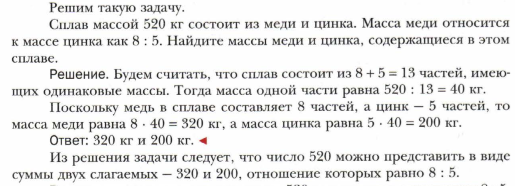 Решим такую задачу.
Сплав массой 520 кг состоит из меди и цинка. Масса меди относится
к массе цинка как 8 : 5. Найдите массы меди и цинка, содержащиеся в этом
сплаве.
Решение. Будем считать, что сплав состоит из 8 + 5 = 13 частей, имею-
щих одинаковые массы. Тогда масса одной части равна 520 : 13 = 40 кг.
Поскольку медь в сплаве составляет 8 частей, а цинк – 5 частей, то
масса меди равна 8 · 40 = 320 кг, а масса цинка равна 5 · 40 = 200 кг.
Ответ: 320 кг и 200 кг. ◄
Из решения задачи следует, что число 520 можно представить в виде
суммы двух слагаемых – 320 и 200, отношение которых равно 8 : 5.